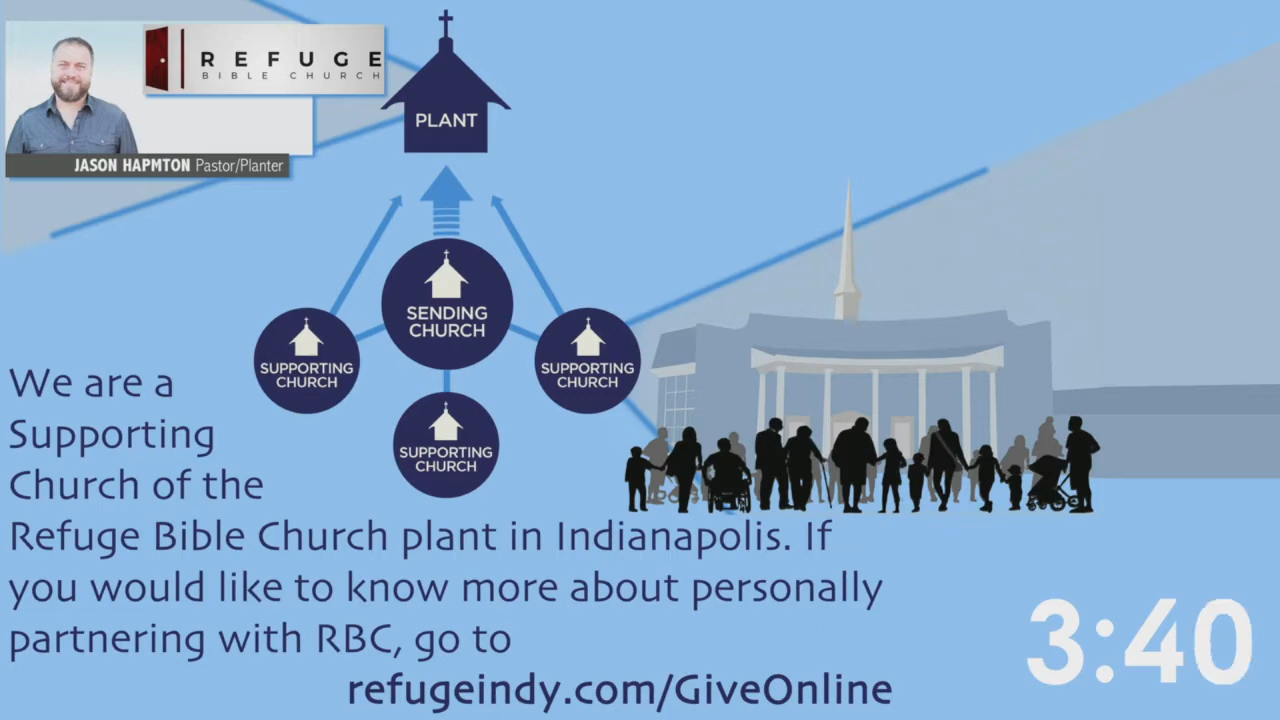 REFUGE
BIBLE CHURCH
JASON HAPMTON Pastor/Planter
PLANT
SENDING
CHURCH
SUPPORTING
CHURCH
SUPPORTING
CHURCH
SUPPORTING
CHURCH
We are a
Supporting
Church of the
Refuge Bible Church plant in Indianapolis. If
you would like to know more about personally
partnering with RBC, go to
refugeindy.com/GiveOnline
3:40